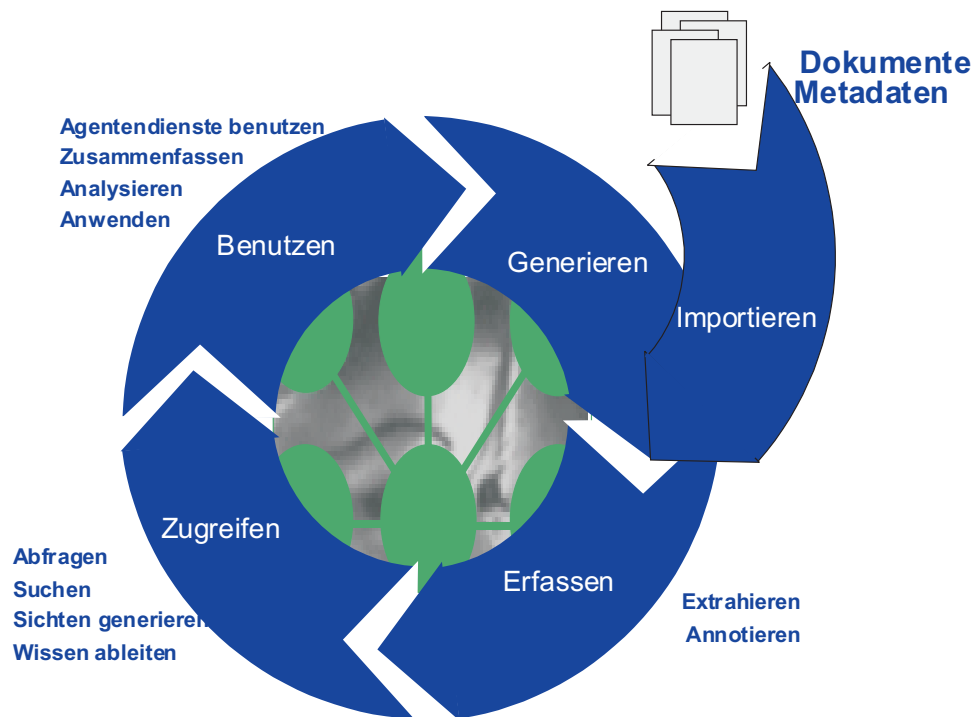 Dokumente
Metadaten
Agentendienste benutzen
Zusammenfassen
Analysieren
Anwenden
Benutzen
Generieren
Importieren
Zugreifen
Erfassen
Abfragen
Suchen
Sichten generieren
Wissen ableiten
Extrahieren
Annotieren